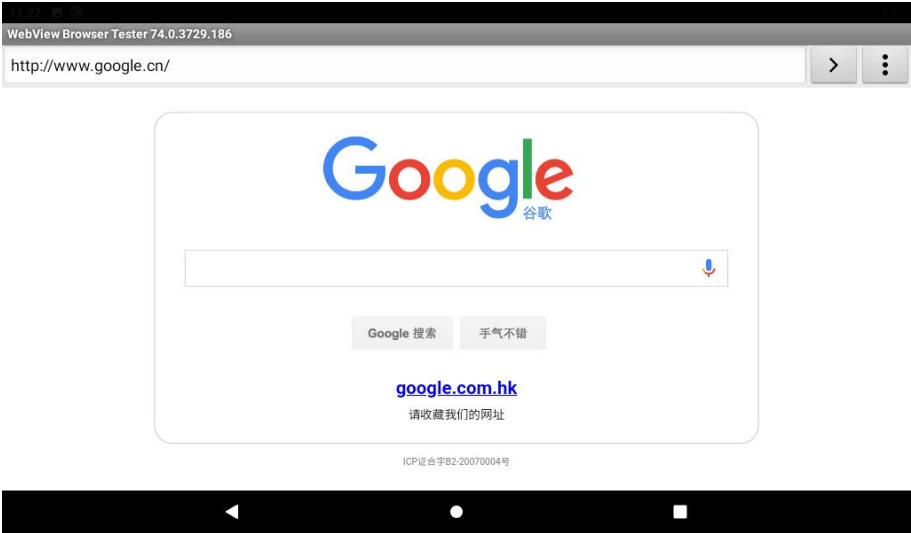 11:27
WebView Browser Tester 74.0.3729.186
http://www.google.cn/
Google
谷歌
Google 搜索 手气不错
google.com.hk
请收藏我们的网址
ICP证合字B2-20070004号